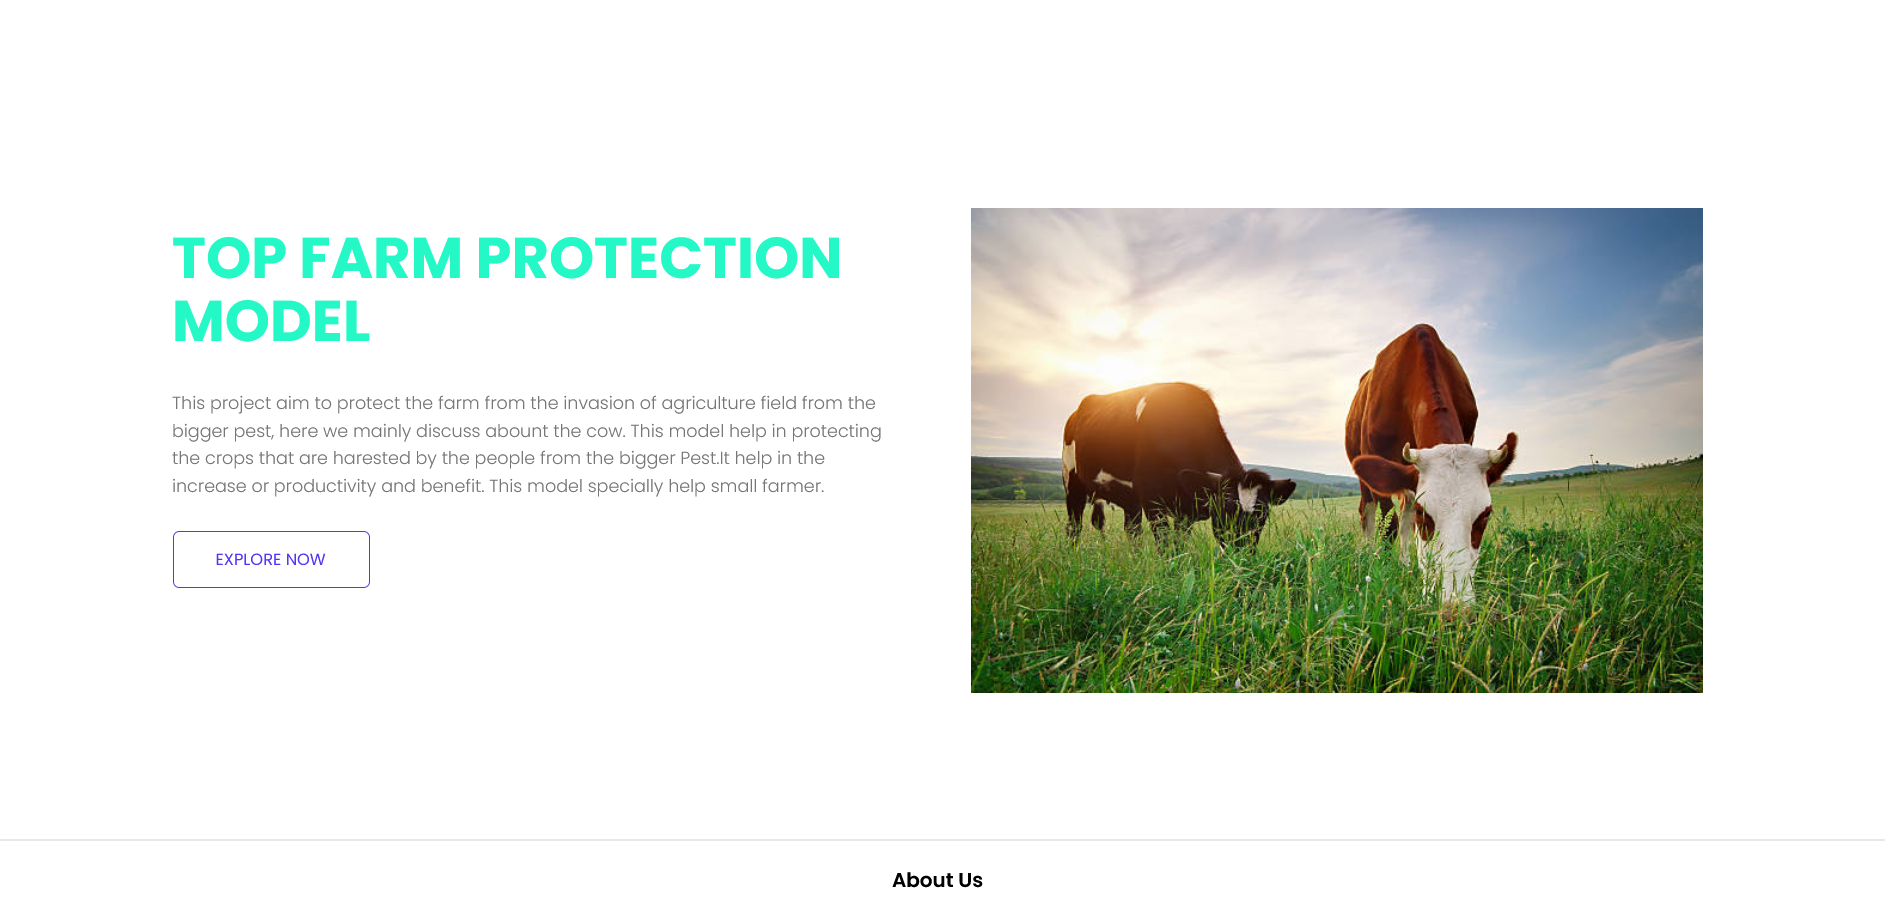 TOP FARM PROTECTION
MODEL
This project aim to protect the farm from the invasion of agriculture field from the
bigger pest, here we mainly discuss abount the cow. This model help in protecting
the crops that are harested by the people from the bigger Pest.It help in the
increase or productivity and benefit. This model specially help small farmer.
EXPLORE NOW
About Us